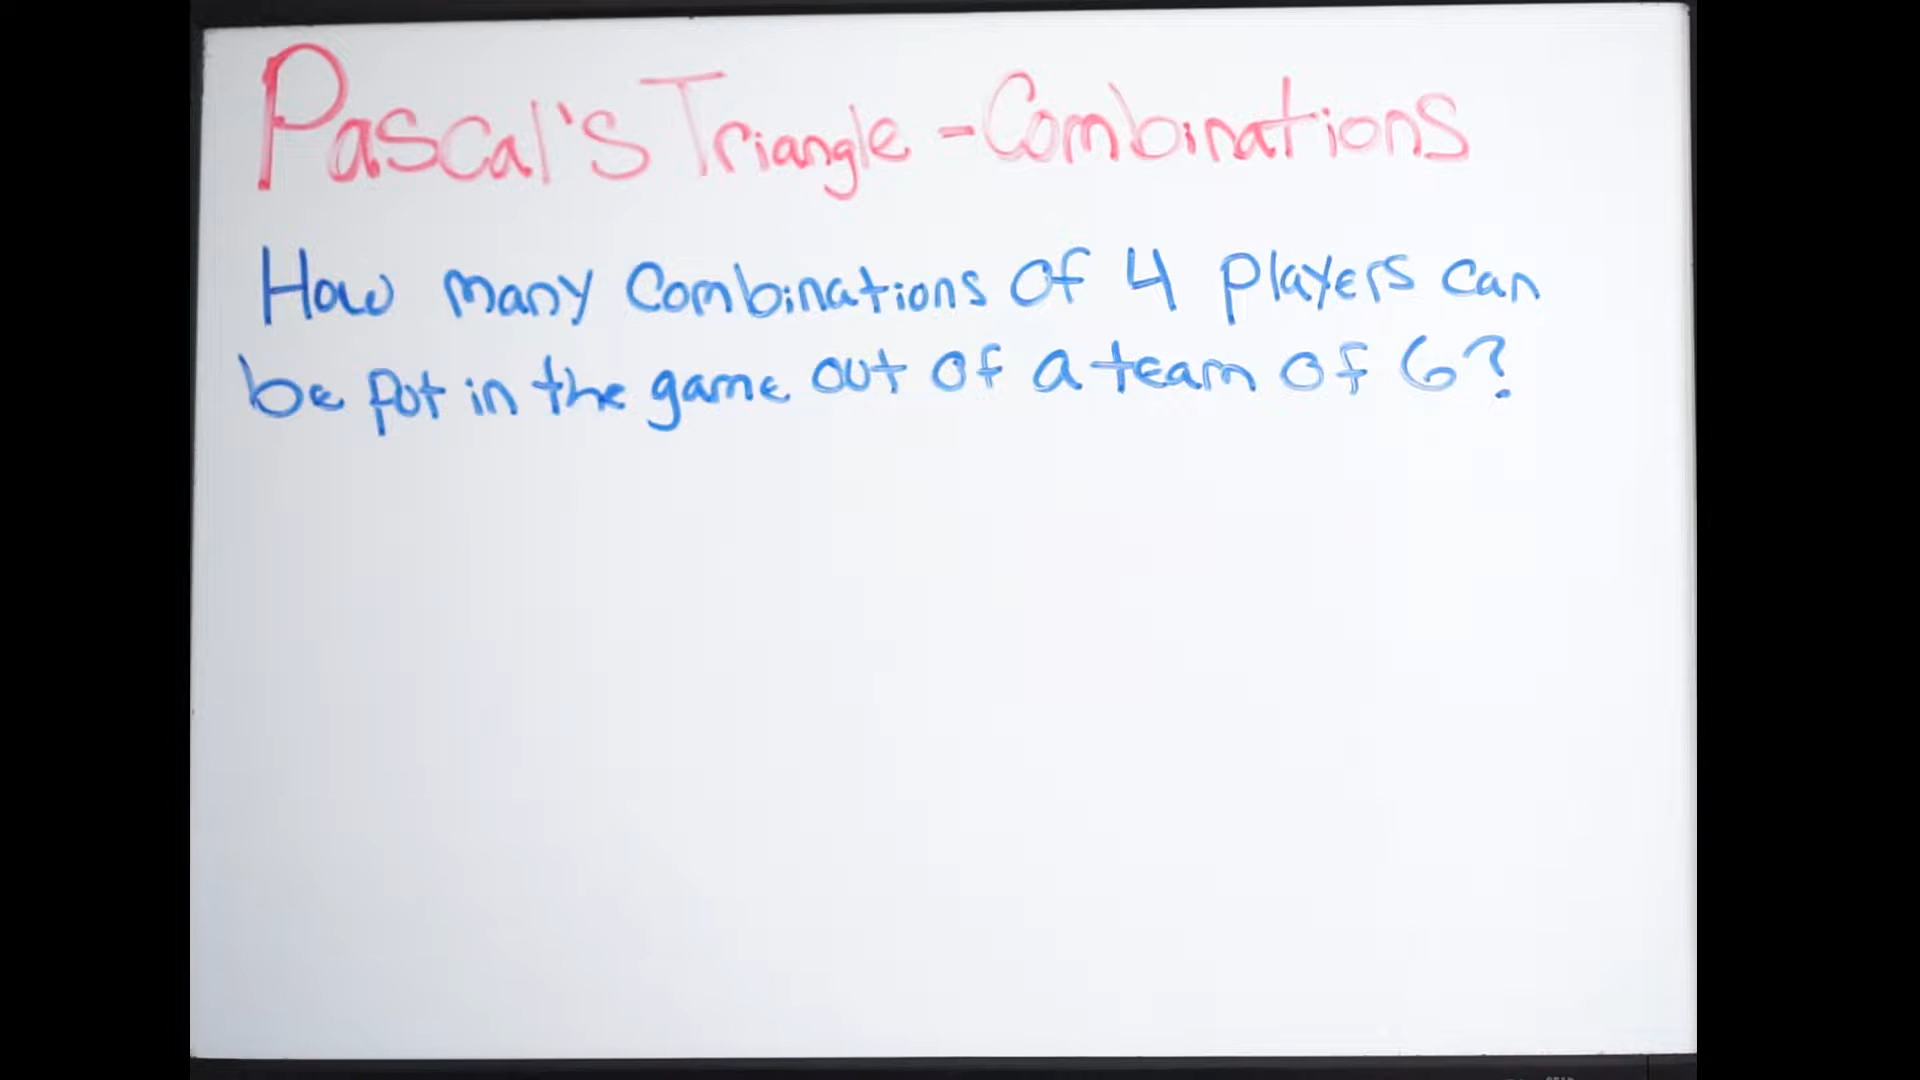 Pascal's Triangle - Combinations
How many Combinations of 4 players can
be put in the game out of a team of 6?